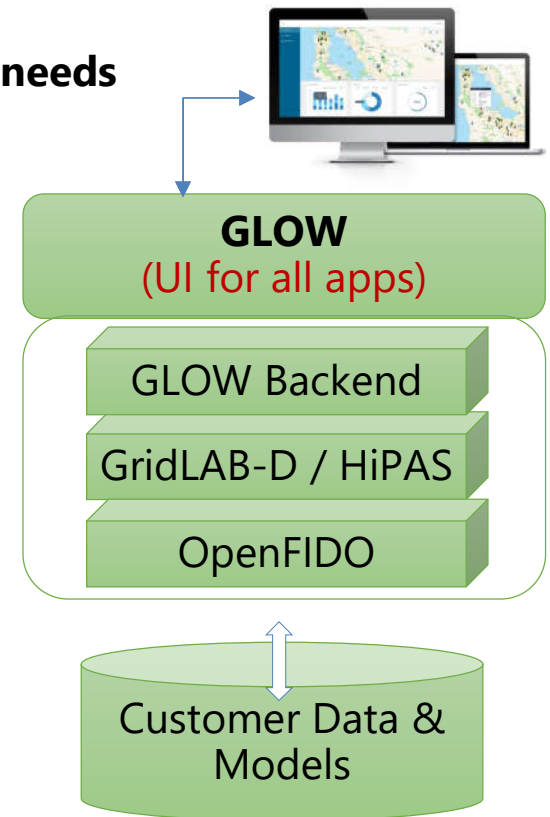 needs
GLOW
(UI for all apps)
GLOW Backend
GridLAB-D / HiPAS
OpenFIDO
Customer Data &
Models